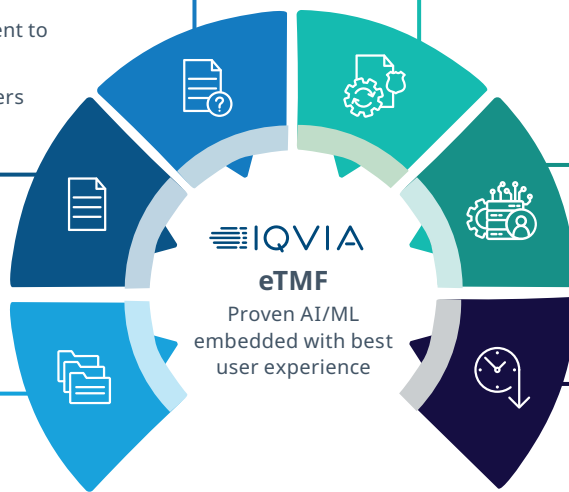 ent to
ers
?
IQVIA
eTMF
Proven AI/ML
embedded with best
user experience